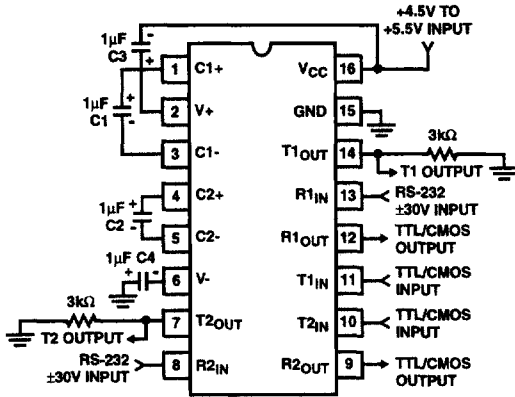 +4.5V TO
+5.5V INPUT
1µF
C3
-
+
1 C1+
VCC 16
1µF
C1
+
-
2 V+
GND 15
3 C1-
T1OUT 14
3kΩ
T1 OUTPUT
4 C2+
R1IN 13
RS-232
±30V INPUT
1µF
C2
+
-
5 C2-
R1OUT 12
TTL/CMOS
OUTPUT
1µF C4
+
-
6 V-
T1IN 11
TTL/CMOS
INPUT
3kΩ
T2 OUTPUT
7 T2OUT
T2IN 10
TTL/CMOS
INPUT
RS-232
±30V INPUT
8 R2IN
R2OUT 9
TTL/CMOS
OUTPUT